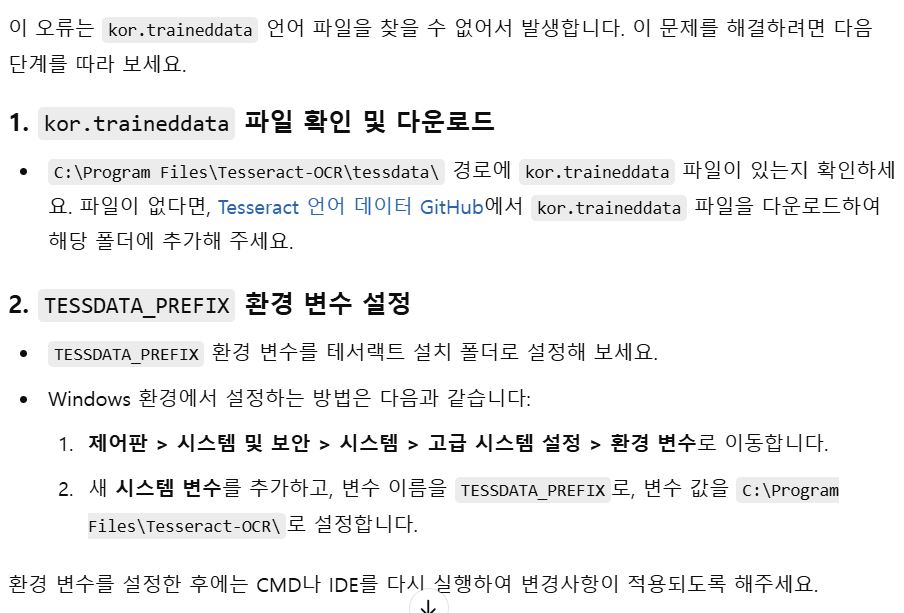 이 오류는 kor.traineddata 언어 파일을 찾을 수 없어서 발생합니다. 이 문제를 해결하려면 다음
단계를 따라 보세요.
1. kor.traineddata 파일 확인 및 다운로드
• C:\Program Files\Tesseract-OCR\tessdata\ 경로에 kor.traineddata 파일이 있는지 확인하세
요. 파일이 없다면, Tesseract 언어 데이터 GitHub에서 kor.traineddata 파일을 다운로드하여
해당 폴더에 추가해 주세요.
2. TESSDATA_PREFIX 환경 변수 설정
• TESSDATA_PREFIX 환경 변수를 테서랙트 설치 폴더로 설정해 보세요.
• Windows 환경에서 설정하는 방법은 다음과 같습니다:
1. 제어판 > 시스템 및 보안 > 시스템 > 고급 시스템 설정 > 환경 변수로 이동합니다.
2. 새 시스템 변수를 추가하고, 변수 이름을 TESSDATA_PREFIX로, 변수 값을 C:\Program
Files\Tesseract-OCR\로 설정합니다.
환경 변수를 설정한 후에는 CMD나 IDE를 다시 실행하여 변경사항이 적용되도록 해주세요.